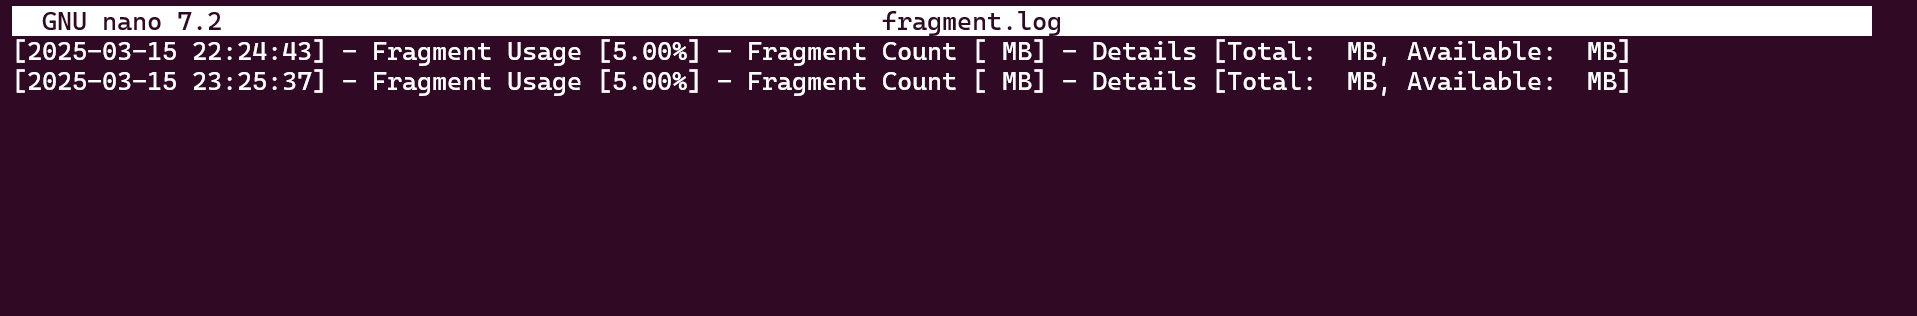 GNU nano 7.2 fragment.log
[2025-03-15 22:24:43] - Fragment Usage [5.00%] - Fragment Count [ MB] - Details [Total:  MB, Available:  MB]
[2025-03-15 23:25:37] - Fragment Usage [5.00%] - Fragment Count [ MB] - Details [Total:  MB, Available:  MB]